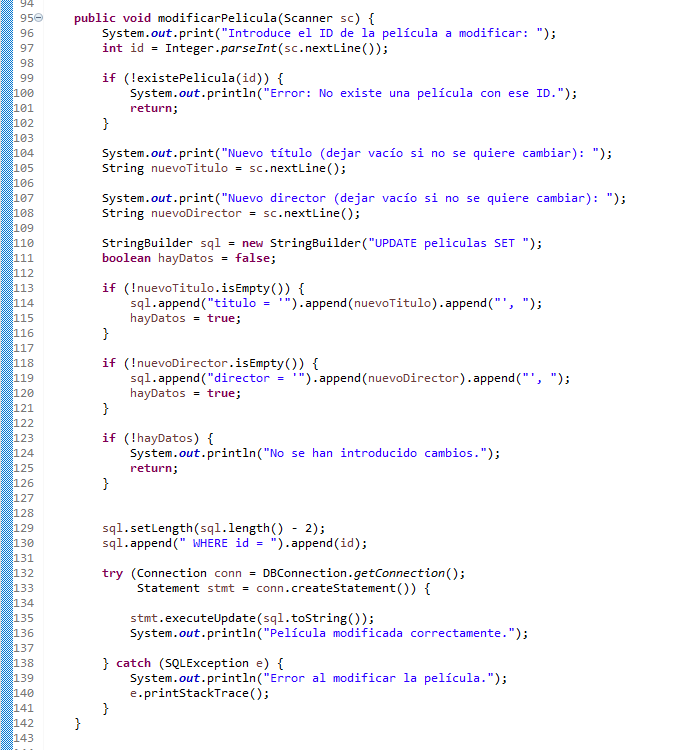 94
95 public void modificarPelicula(Scanner sc) {
96 System.out.print("Introduce el ID de la película a modificar: ");
97 int id = Integer.parseInt(sc.nextLine());
98
99 if (!existePelicula(id)) {
100 System.out.println("Error: No existe una película con ese ID.");
101 return;
102 }
103
104 System.out.print("Nuevo título (dejar vacío si no se quiere cambiar): ");
105 String nuevoTitulo = sc.nextLine();
106
107 System.out.print("Nuevo director (dejar vacío si no se quiere cambiar): ");
108 String nuevoDirector = sc.nextLine();
109
110 StringBuilder sql = new StringBuilder("UPDATE peliculas SET ");
111 boolean hayDatos = false;
112
113 if (!nuevoTitulo.isEmpty()) {
114 sql.append("titulo = '").append(nuevoTitulo).append("', ");
115 hayDatos = true;
116 }
117
118 if (!nuevoDirector.isEmpty()) {
119 sql.append("director = '").append(nuevoDirector).append("', ");
120 hayDatos = true;
121 }
122
123 if (!hayDatos) {
124 System.out.println("No se han introducido cambios.");
125 return;
126 }
127
128
129 sql.setLength(sql.length() - 2);
130 sql.append(" WHERE id = ").append(id);
131
132 try (Connection conn = DBConnection.getConnection();
133 Statement stmt = conn.createStatement()) {
134
135 stmt.executeUpdate(sql.toString());
136 System.out.println("Película modificada correctamente.");
137
138 } catch (SQLException e) {
139 System.out.println("Error al modificar la película.");
140 e.printStackTrace();
141 }
142 }
143